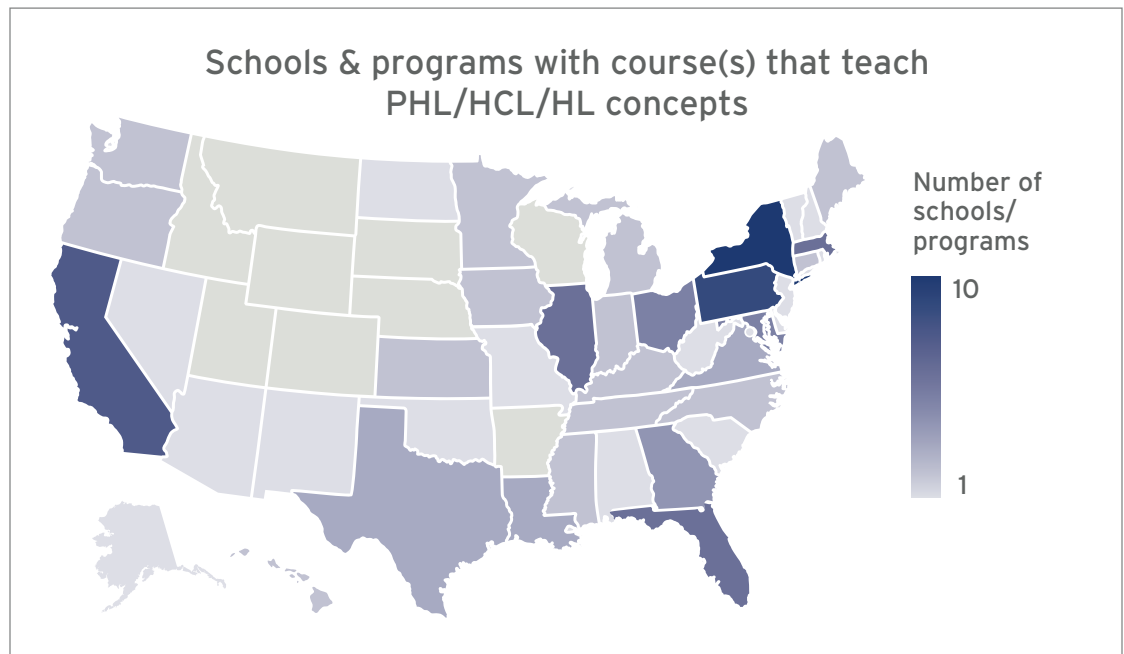 Schools & programs with course(s) that teach
PHL/HCL/HL concepts
Number of
schools/
programs
10
1